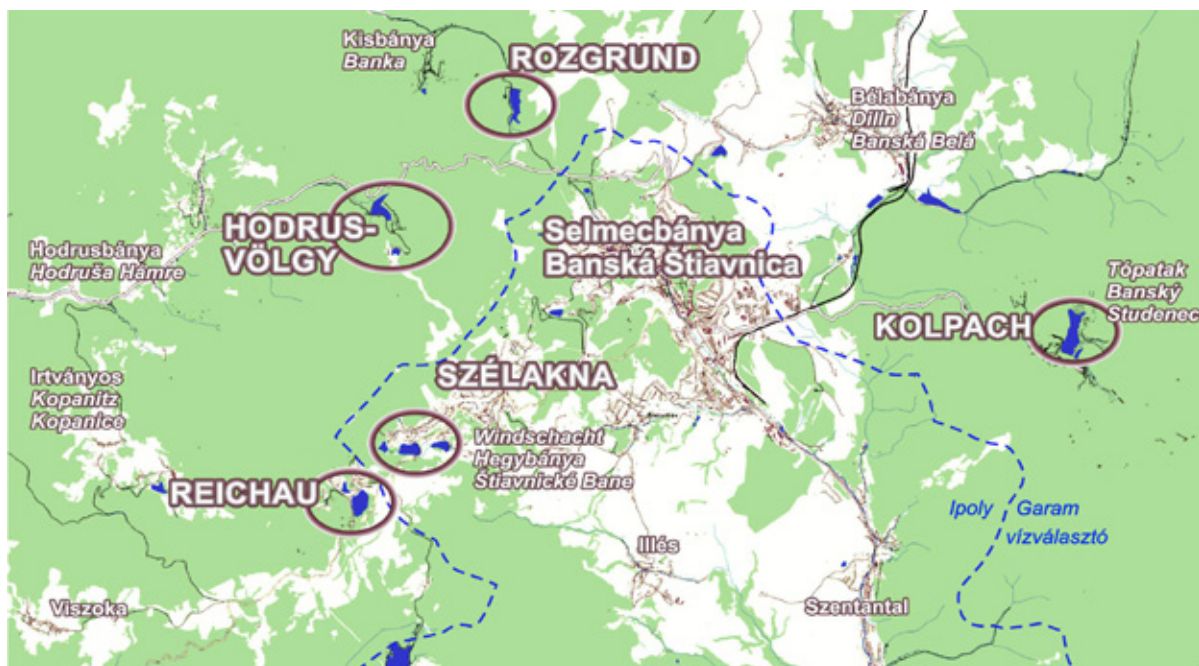 Kisbánya
Banka
ROZGRUND
Bélabánya
Dilln
Banská Belá
HODRUS-
VÖLGY
Selmecbánya
Banská Štiavnica
Hodrusbánya
Hodruša Hámre
Tópatak
Banský
Studenec
KOLPACH
SZÉLAKNA
Irtványos
Kopanitz
Kopanice
Windschacht
Hegybánya
Štiavnické Bane
REICHAU
Ipoly
Garam
vízválasztó
Illés
Viszoka
Szentantal